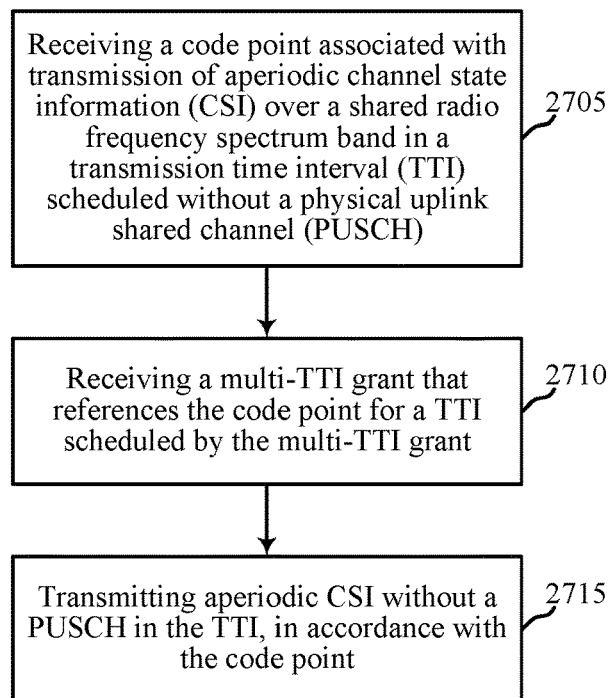 Receiving a code point associated with
transmission of aperiodic channel state
information (CSI) over a shared radio
frequency spectrum band in a
transmission time interval (TTI)
scheduled without a physical uplink
shared channel (PUSCH)
2705
Receiving a multi-TTI grant that
references the code point for a TTI
scheduled by the multi-TTI grant
2710
Transmitting aperiodic CSI without a
PUSCH in the TTI, in accordance with
the code point
2715